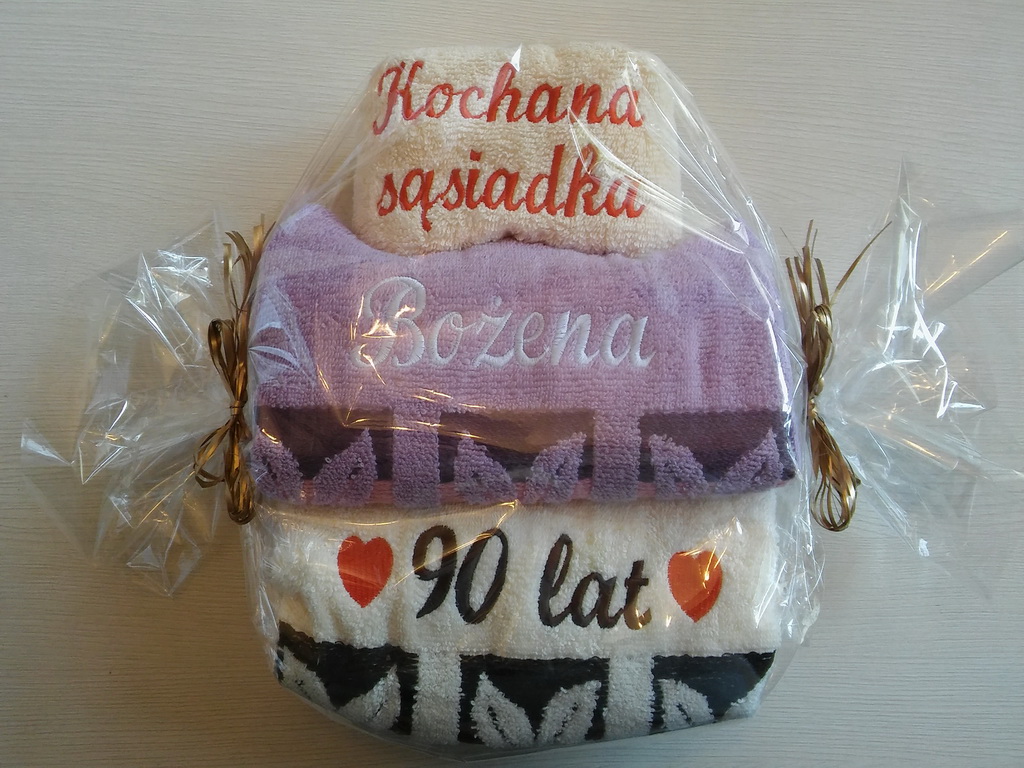 Kochana
sąsiadka
Bożena
90 lat